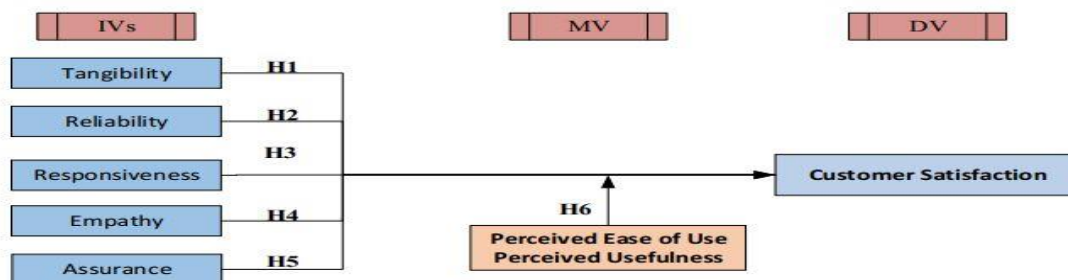 IVs
MV
DV
Tangibility
H1
Reliability
H2
H3
Responsiveness
Customer Satisfaction
Empathy
H4
H6
Perceived Ease of Use
Perceived Usefulness
Assurance
H5